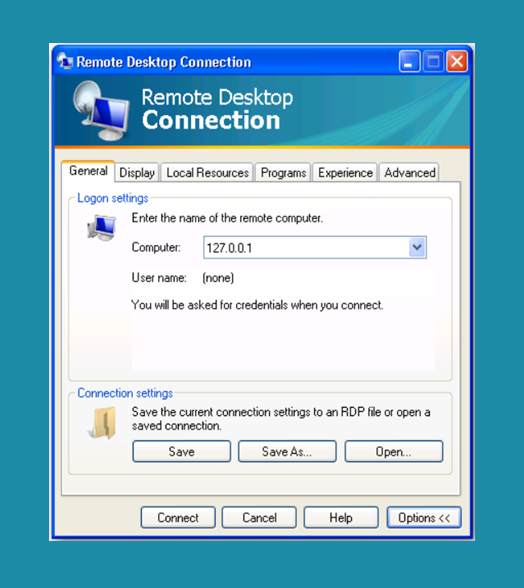 Remote Desktop Connection
Remote Desktop
Connection
General Display Local Resources Programs Experience Advanced
Logon settings
Enter the name of the remote computer.
Computer: 127.0.0.1
User name: (none)
You will be asked for credentials when you connect.
Connection settings
Save the current connection settings to an RDP file or open a
saved connection.
Save Save As... Open...
Connect Cancel Help Options <<